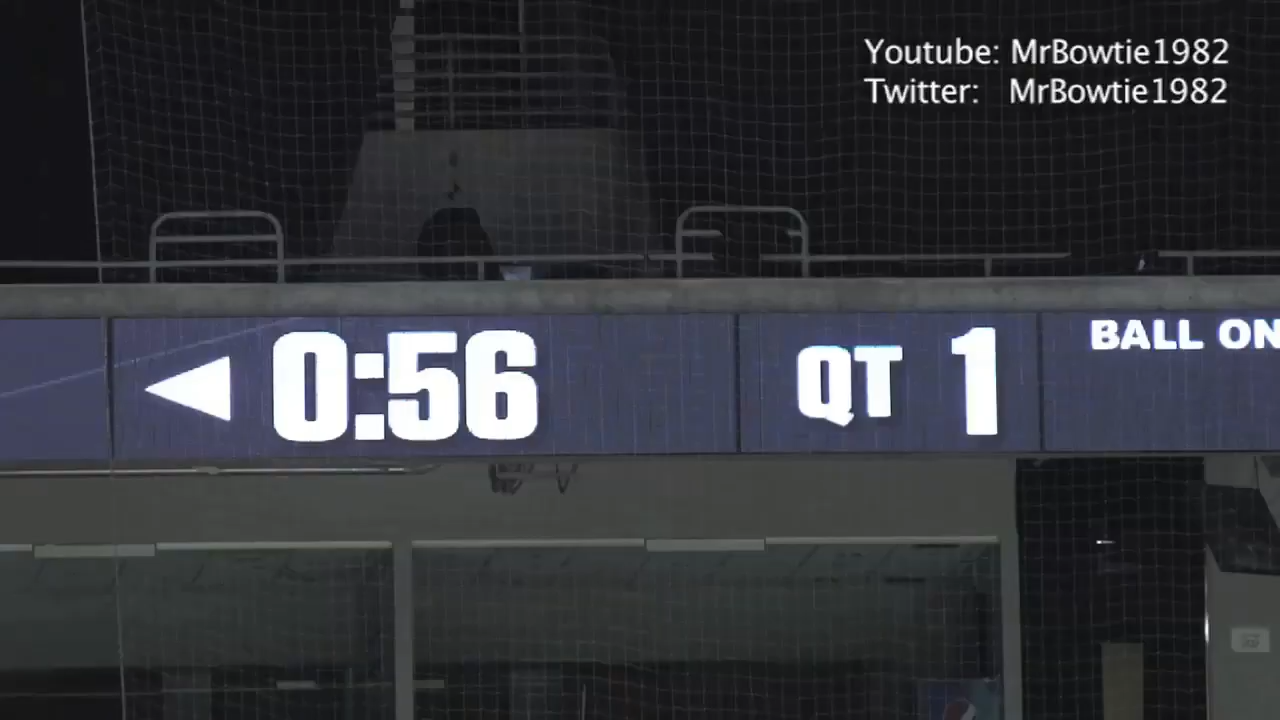 Youtube: MrBowtie1982
Twitter: MrBowtie1982
0:56
QT 1
BALL ON